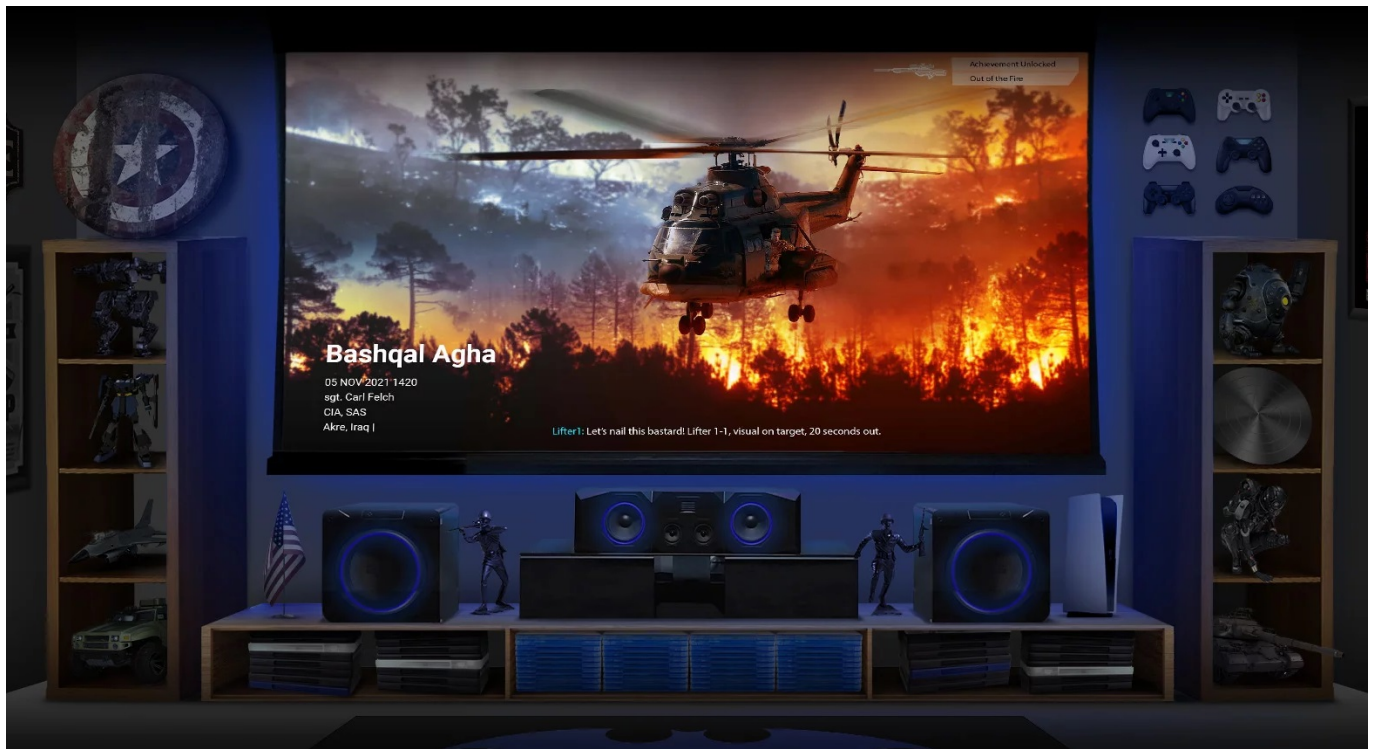 Achievement Unlocked
Out of the Fire
Bashqal Agha
05 NOV 2021 1420
sgt. Carl Felch
CIA, SAS
Akre, Iraq |
Lifter1: Let's nail this bastard! Lifter 1-1, visual on target, 20 seconds out.